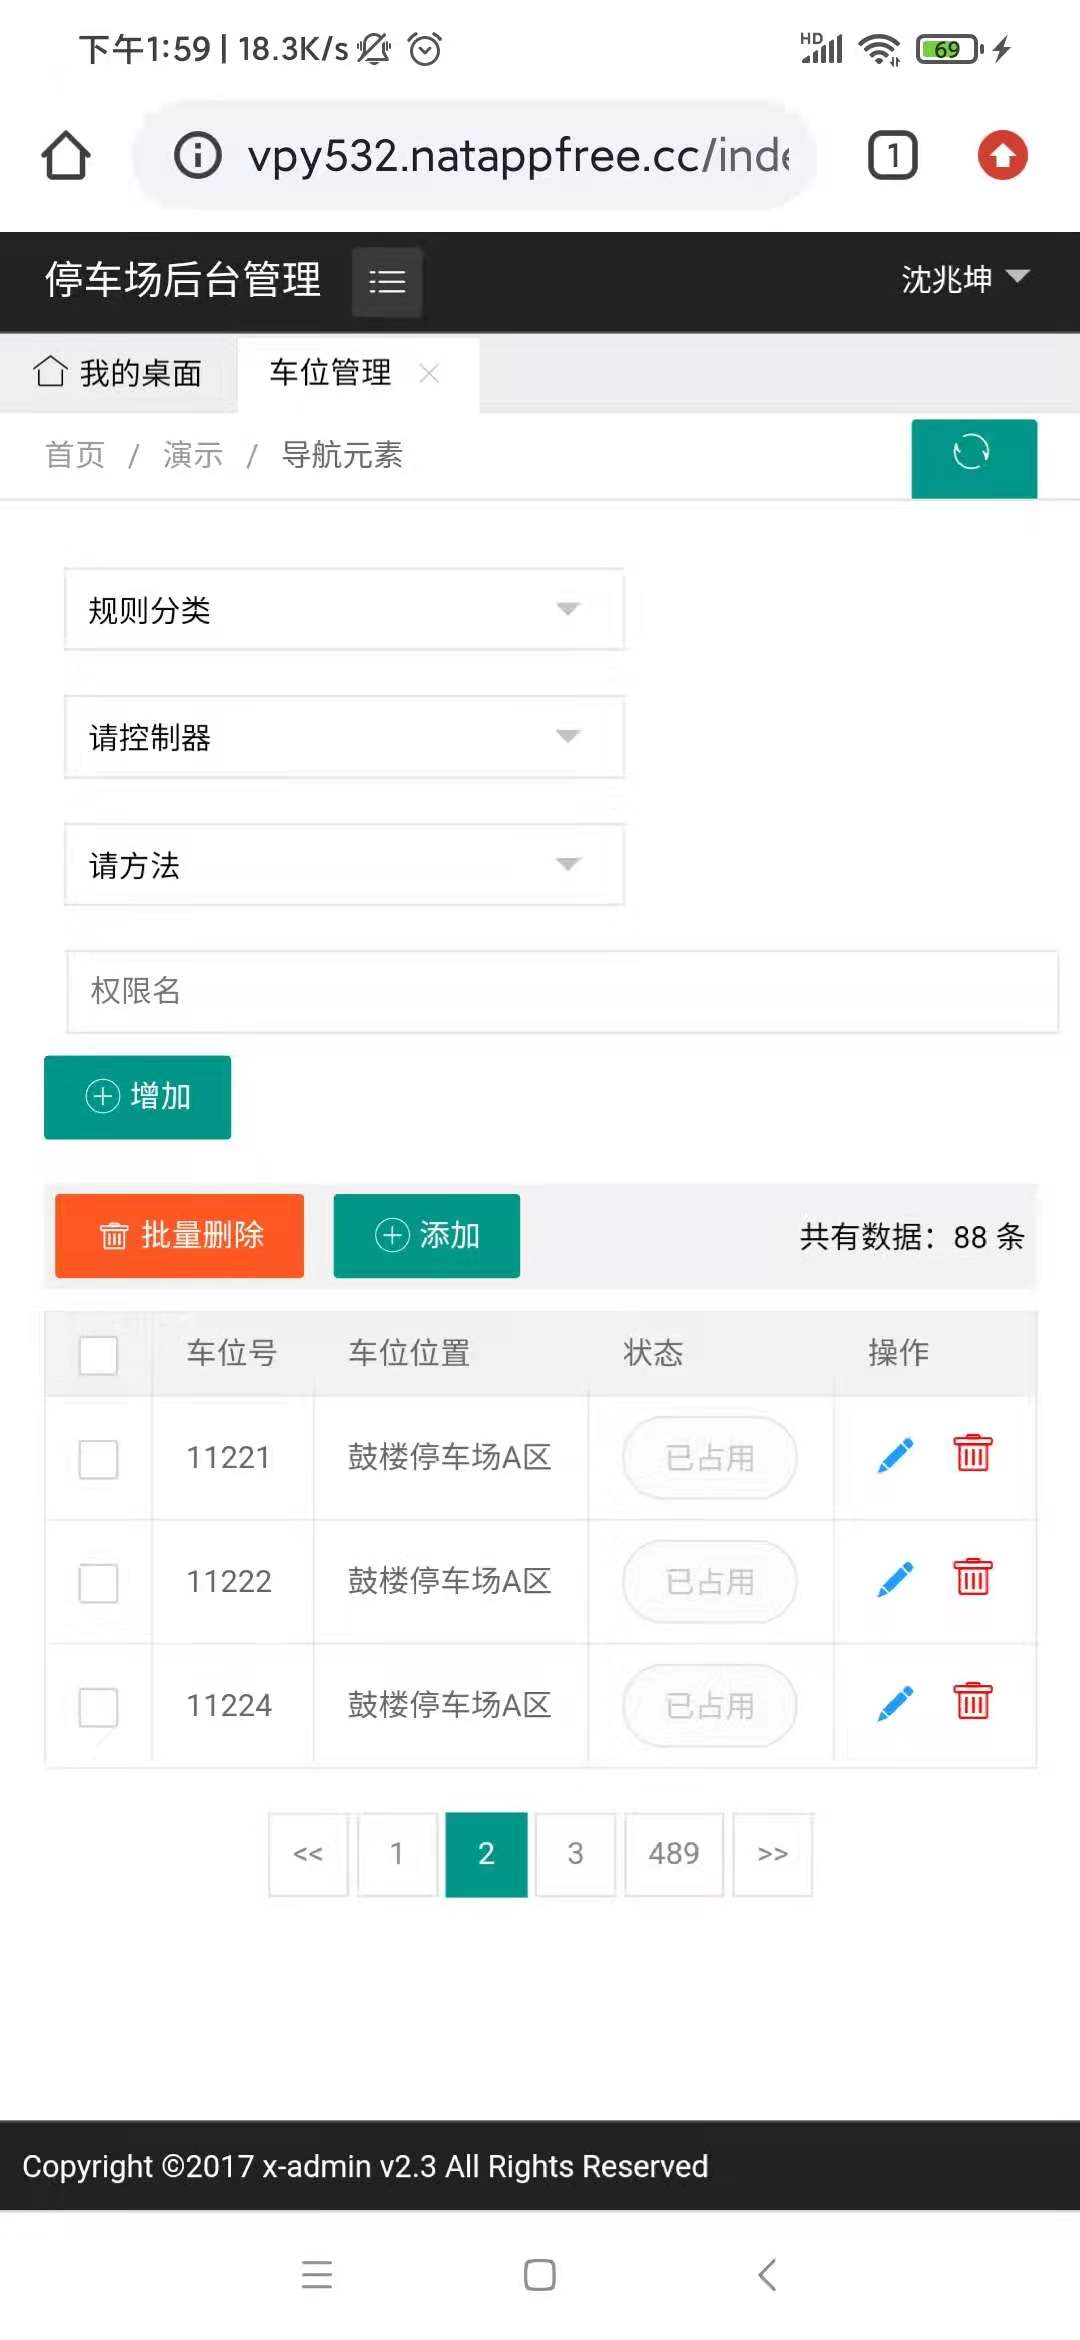 下午1:59 | 18.3K/s HD 69
vpy532.natappfree.cc/inde 1
停车场后台管理 沈兆坤
我的桌面 车位管理
首页 / 演示 / 导航元素
规则分类
请控制器
请方法
权限名
增加
批量删除 添加 共有数据：88 条
车位号 车位位置 状态 操作
11221 鼓楼停车场A区 已占用
11222 鼓楼停车场A区 已占用
11224 鼓楼停车场A区 已占用
<< 1 2 3 489 >>
Copyright ©2017 x-admin v2.3 All Rights Reserved